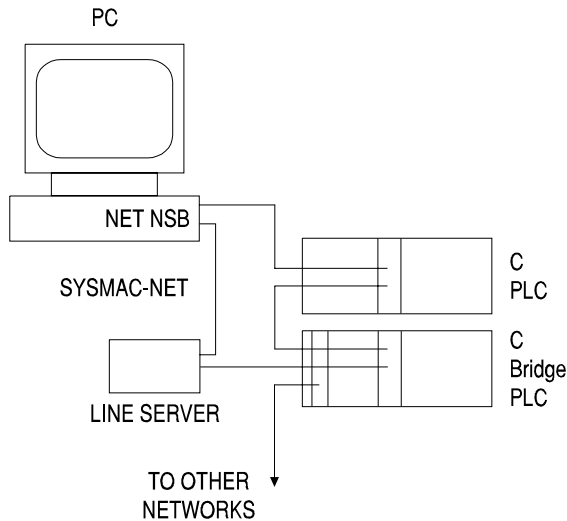 PC
NET NSB
SYSMAC-NET
C
PLC
C
Bridge
PLC
LINE SERVER
TO OTHER
NETWORKS